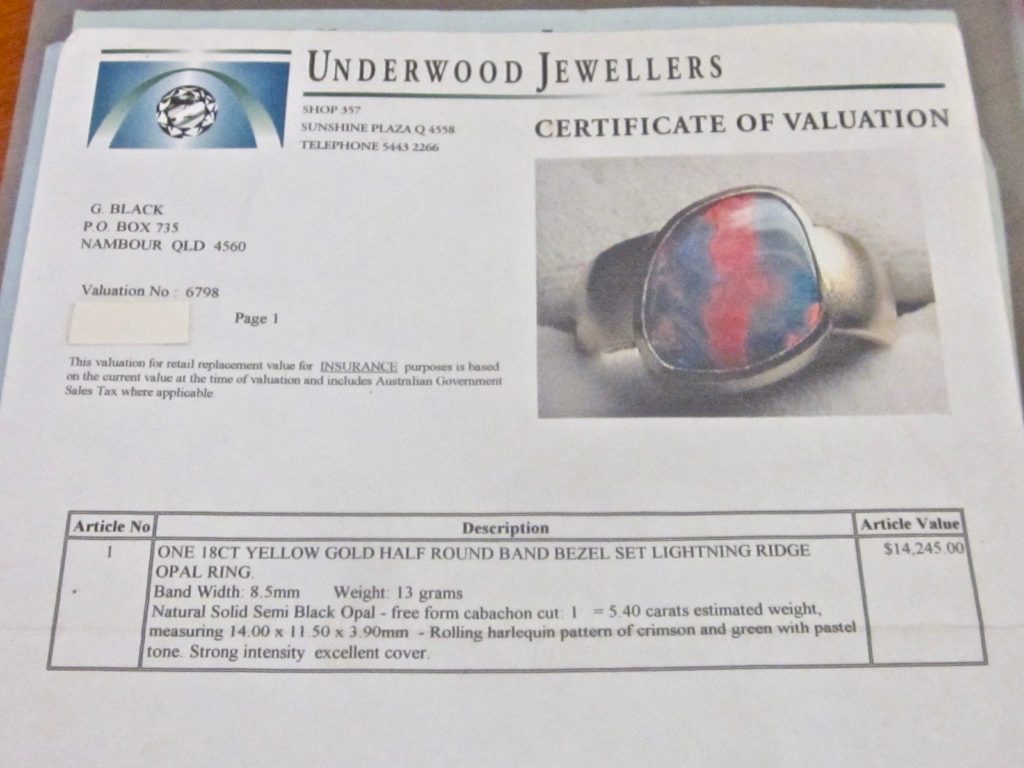 UNDERWOOD JEWELLERS
SHOP 357
SUNSHINE PLAZA Q 4558
TELEPHONE 5443 2266
CERTIFICATE OF VALUATION
G. BLACK
P.O. BOX 735
NAMBOUR QLD 4560
Valuation No : 6798
Page 1
This valuation for retail replacement value for INSURANCE purposes is based
on the current value at the time of valuation and includes Australian Government
Sales Tax where applicable.
Article No
Description
Article Value
1
ONE 18CT YELLOW GOLD HALF ROUND BAND BEZEL SET LIGHTNING RIDGE
$14,245.00
OPAL RING.
Band Width: 8.5mm Weight: 13 grams
Natural Solid Semi Black Opal - free form cabachon cut: 1 = 5.40 carats estimated weight,
measuring 14.00 x 11.50 x 3.90mm - Rolling harlequin pattern of crimson and green with pastel
tone. Strong intensity excellent cover.